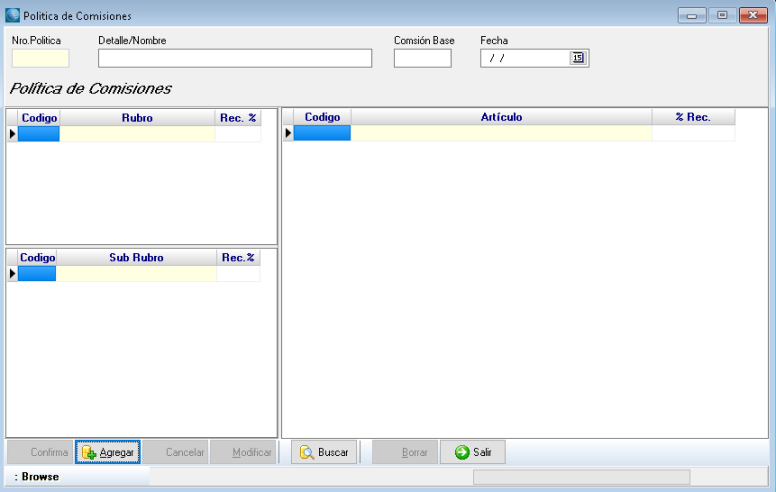 Politica de Comisiones
Nro.Politica Detalle/Nombre Comsión Base Fecha
/ / 15
Política de Comisiones
Codigo Rubro Rec. %
Codigo Artículo % Rec.
Codigo Sub Rubro Rec.%
Confirma Agregar Cancelar Modificar Buscar Borrar Salir
: Browse